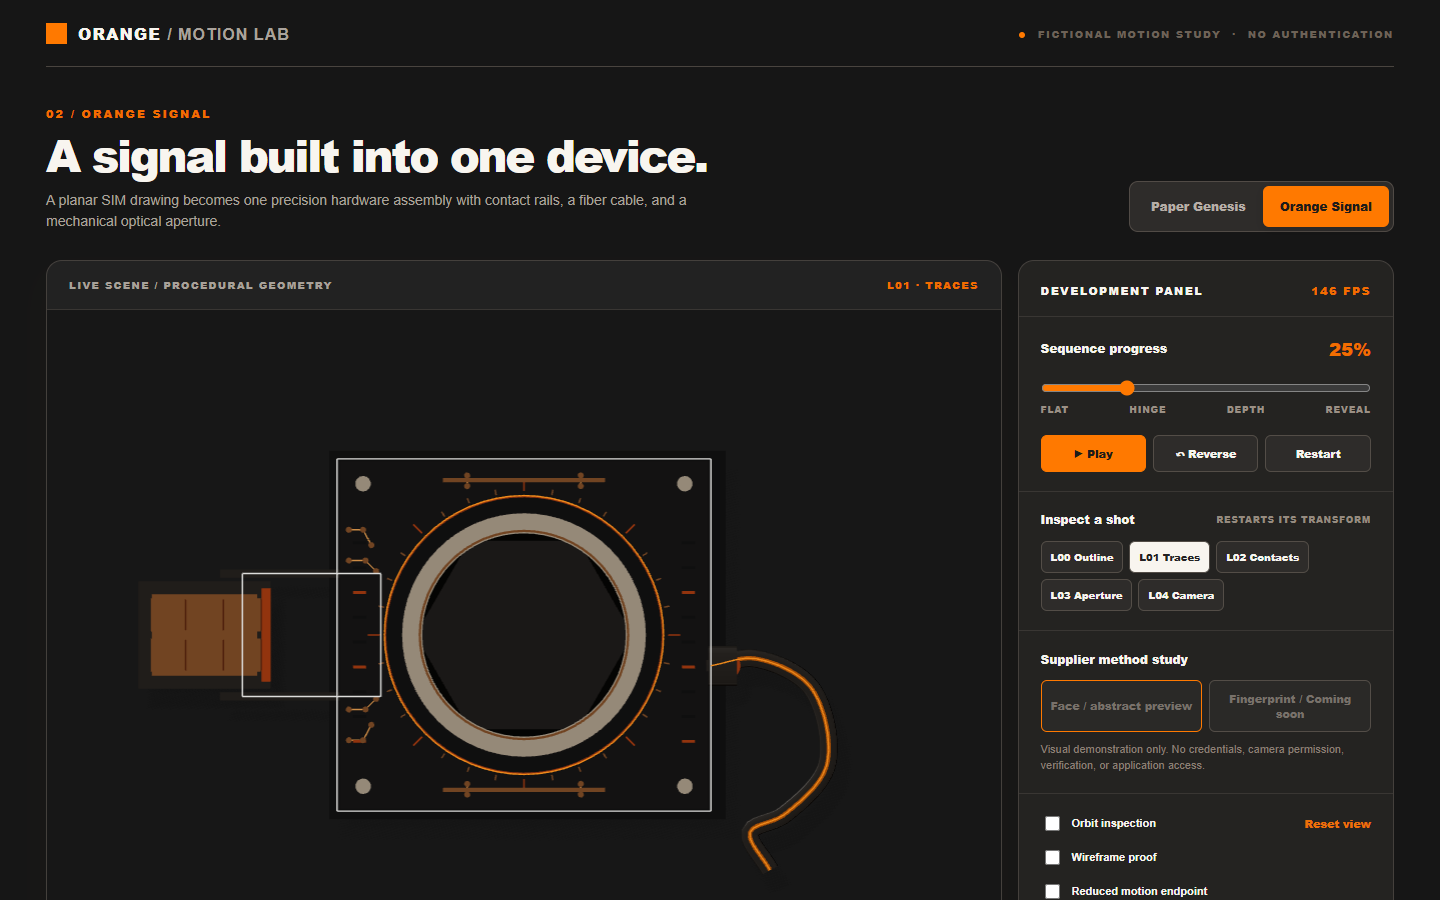 ORANGE / MOTION LAB
FICTIONAL MOTION STUDY · NO AUTHENTICATION
02 / ORANGE SIGNAL
A signal built into one device.
A planar SIM drawing becomes one precision hardware assembly with contact rails, a fiber cable, and a
mechanical optical aperture.
Paper Genesis
Orange Signal
LIVE SCENE / PROCEDURAL GEOMETRY
L01 · TRACES
DEVELOPMENT PANEL
146 FPS
Sequence progress
25%
FLAT
HINGE
DEPTH
REVEAL
Play
Reverse
Restart
Inspect a shot
RESTARTS ITS TRANSFORM
L00 Outline
L01 Traces
L02 Contacts
L03 Aperture
L04 Camera
Supplier method study
Face / abstract preview
Fingerprint / Coming
soon
Visual demonstration only. No credentials, camera permission,
verification, or application access.
Orbit inspection
Reset view
Wireframe proof
Reduced motion endpoint